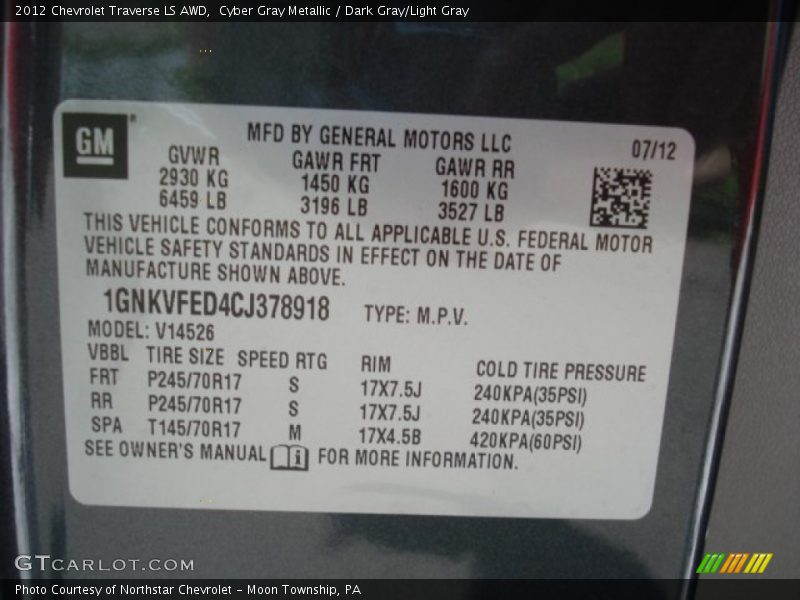 2012 Chevrolet Traverse LS AWD,  Cyber Gray Metallic / Dark Gray/Light Gray
GM
MFD BY GENERAL MOTORS LLC 07/12
GVWR GAWR FRT GAWR RR
2930 KG 1450 KG 1600 KG
6459 LB 3196 LB 3527 LB
THIS VEHICLE CONFORMS TO ALL APPLICABLE U.S. FEDERAL MOTOR
VEHICLE SAFETY STANDARDS IN EFFECT ON THE DATE OF
MANUFACTURE SHOWN ABOVE.
1GNKVFED4CJ378918 TYPE: M.P.V.
MODEL: V14526
VBBL TIRE SIZE SPEED RTG RIM COLD TIRE PRESSURE
FRT P245/70R17 S 17X7.5J 240KPA(35PSI)
RR P245/70R17 S 17X7.5J 240KPA(35PSI)
SPA T145/70R17 M 17X4.5B 420KPA(60PSI)
SEE OWNER'S MANUAL i FOR MORE INFORMATION.
GTCARLOT.COM
Photo Courtesy of Northstar Chevrolet - Moon Township, PA